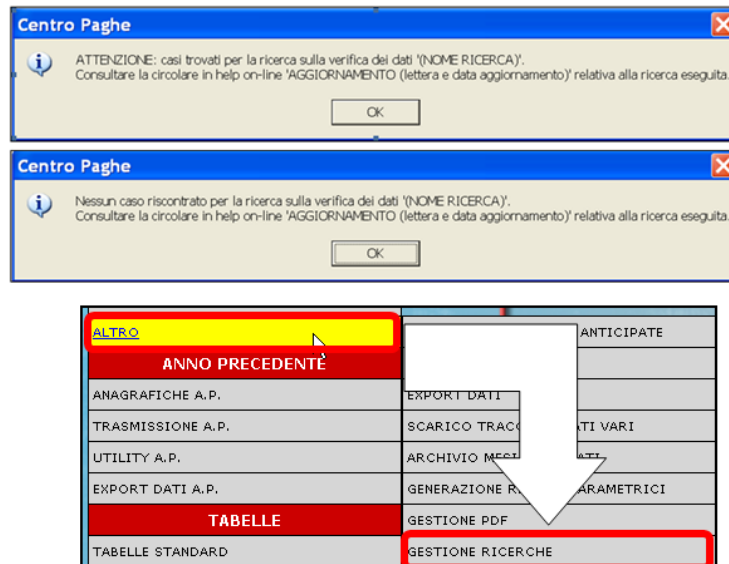 Centro Paghe
ATTENZIONE: casi trovati per la ricerca sulla verifica dei dati '(NOME RICERCA)'.
Consultare la circolare in help on-line 'AGGIORNAMENTO (lettera e data aggiornamento)' relativa alla ricerca eseguita.
OK
Centro Paghe
Nessun caso riscontrato per la ricerca sulla verifica dei dati '(NOME RICERCA)'.
Consultare la circolare in help on-line 'AGGIORNAMENTO (lettera e data aggiornamento)' relativa alla ricerca eseguita.
OK
ALTRO
ANTICIPATE
ANNO PRECEDENTE
ANAGRAFICHE A.P.
EXPORT DATI
TRASMISSIONE A.P.
SCARICO VARI
UTILITY A.P.
ARCHIVIO
EXPORT DATI A.P.
GENERAZIONE
TABELLE
GESTIONE PDF
TABELLE STANDARD
GESTIONE RICERCHE